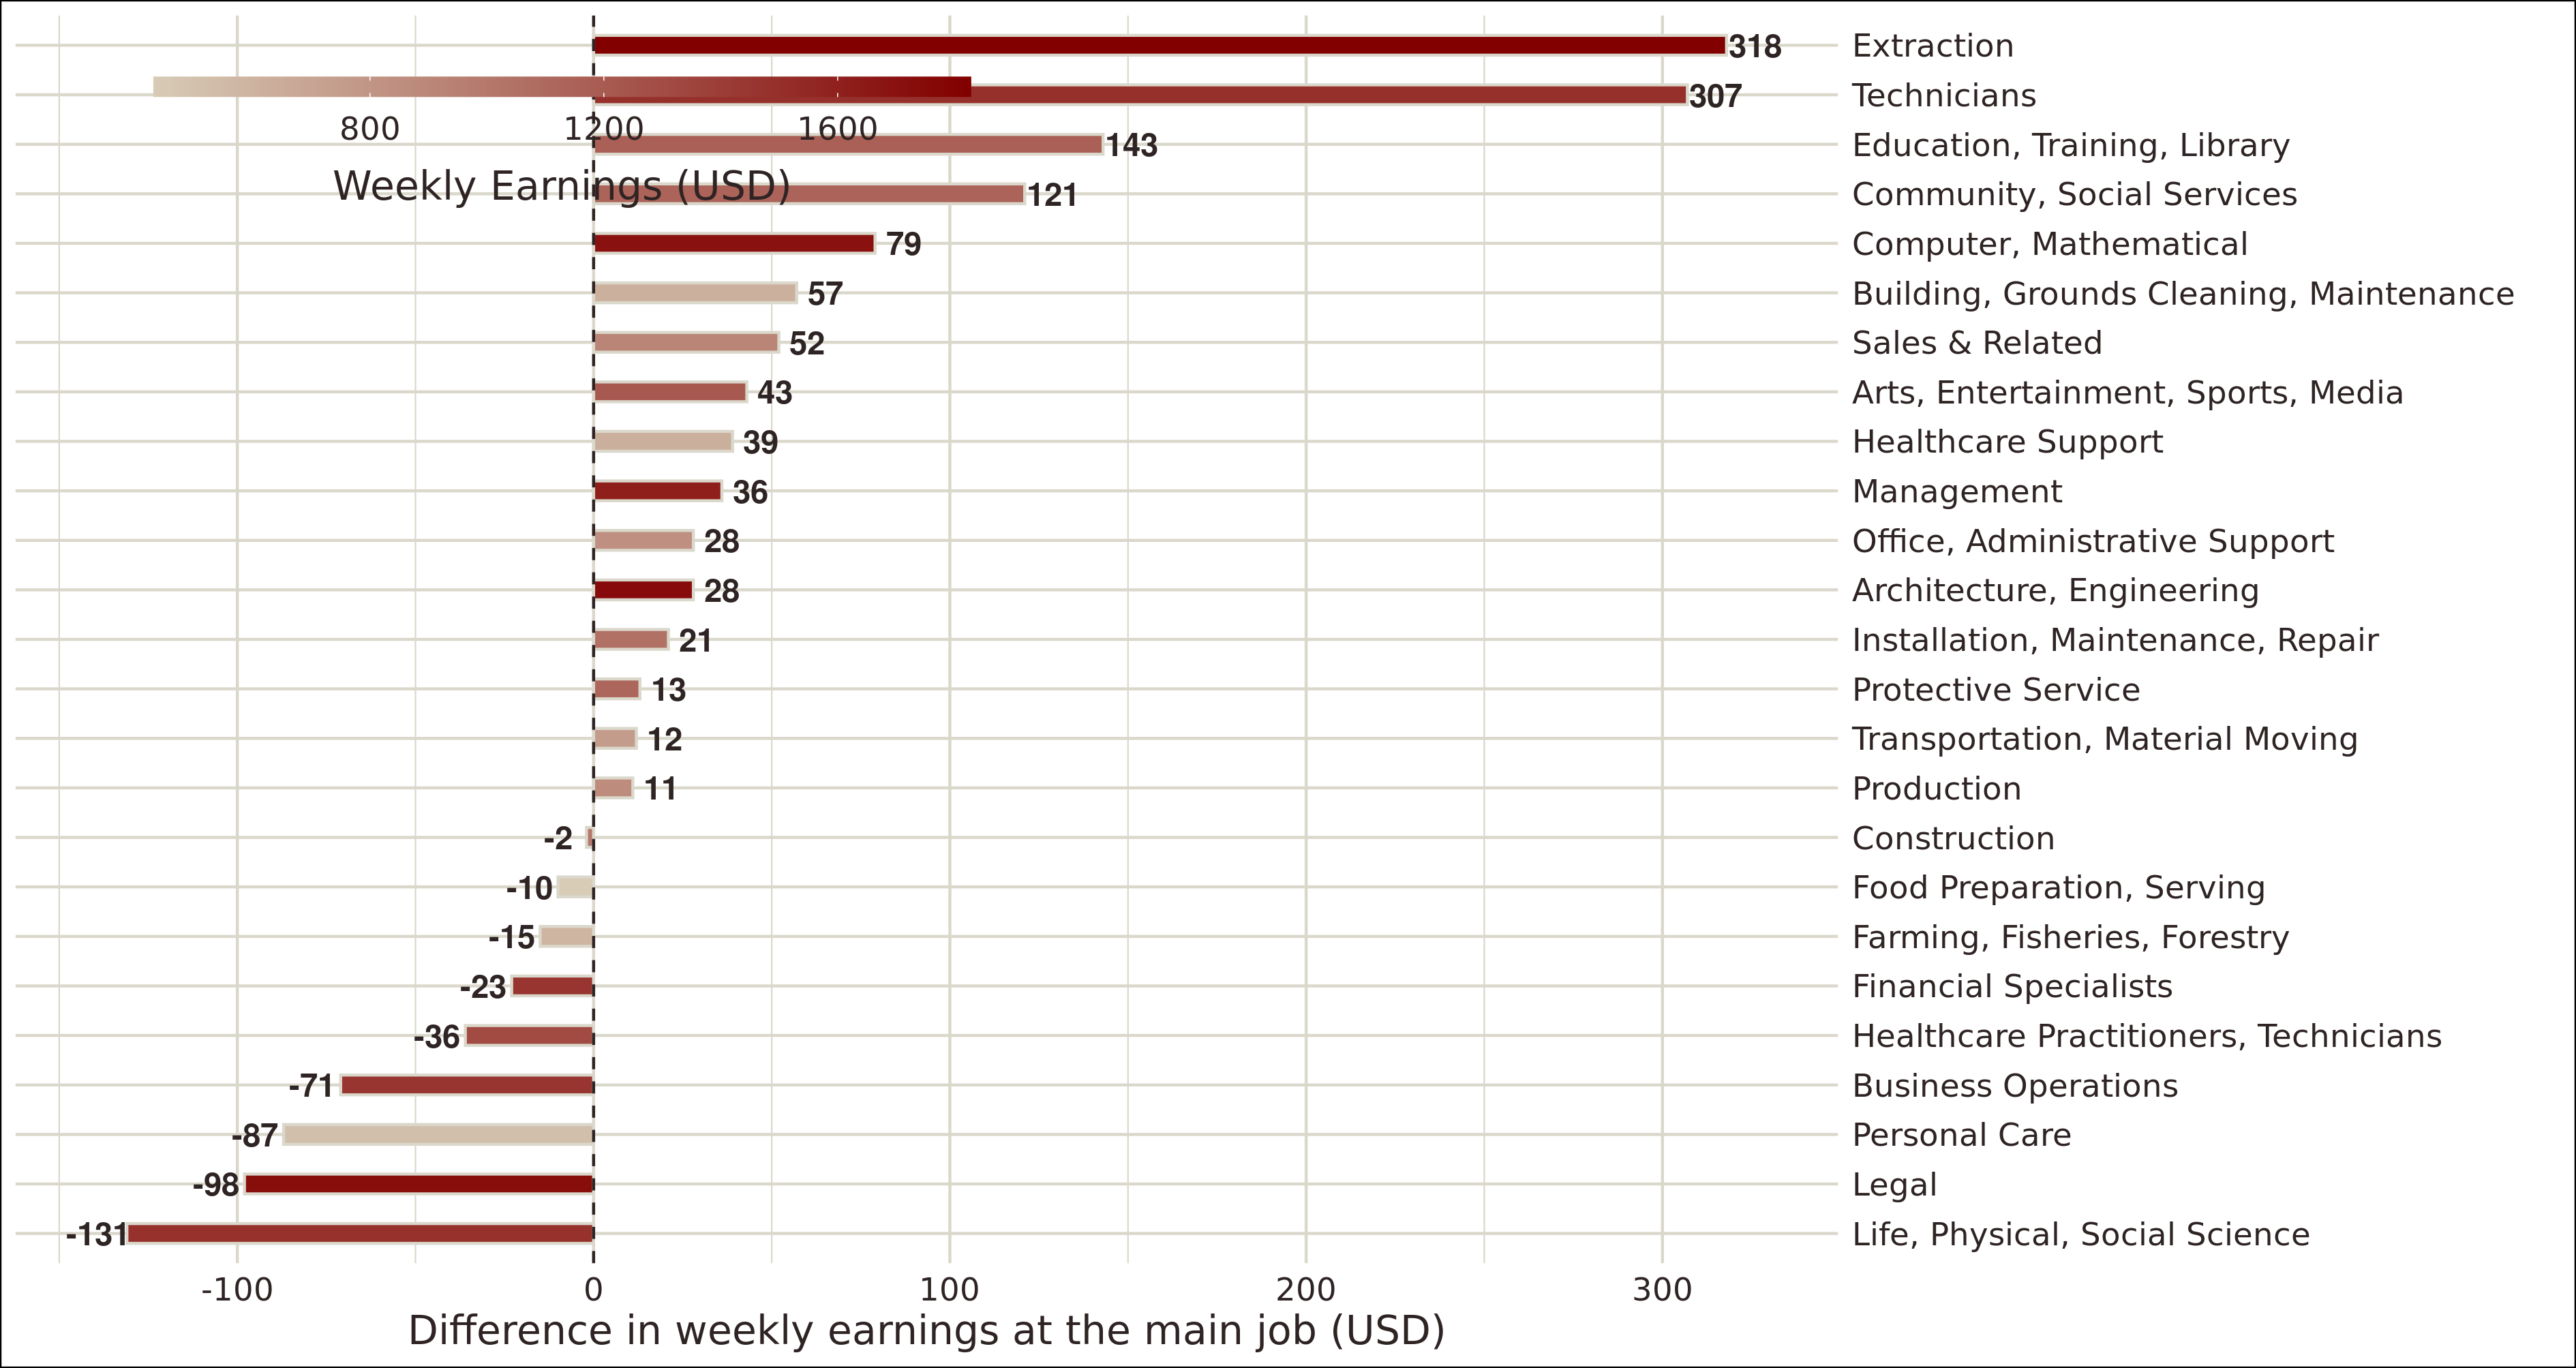 318 Extraction
307 Technicians
800 1200 1600
143 Education, Training, Library
Weekly Earnings (USD)
121 Community, Social Services
79 Computer, Mathematical
57 Building, Grounds Cleaning, Maintenance
52 Sales & Related
43 Arts, Entertainment, Sports, Media
39 Healthcare Support
36 Management
28 Office, Administrative Support
28 Architecture, Engineering
21 Installation, Maintenance, Repair
13 Protective Service
12 Transportation, Material Moving
11 Production
-2 Construction
-10 Food Preparation, Serving
-15 Farming, Fisheries, Forestry
-23 Financial Specialists
-36 Healthcare Practitioners, Technicians
-71 Business Operations
-87 Personal Care
-98 Legal
-131 Life, Physical, Social Science
-100 0 100 200 300
Difference in weekly earnings at the main job (USD)